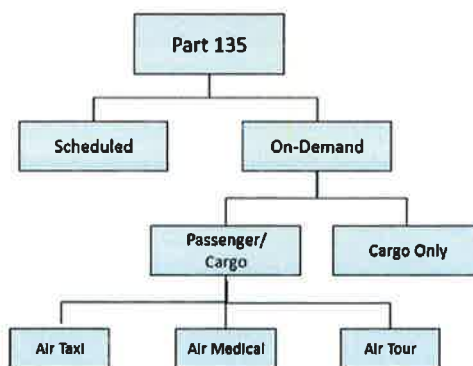 Part 135
Scheduled
On-Demand
Passenger/
Cargo
Cargo Only
Air Taxi
Air Medical
Air Tour